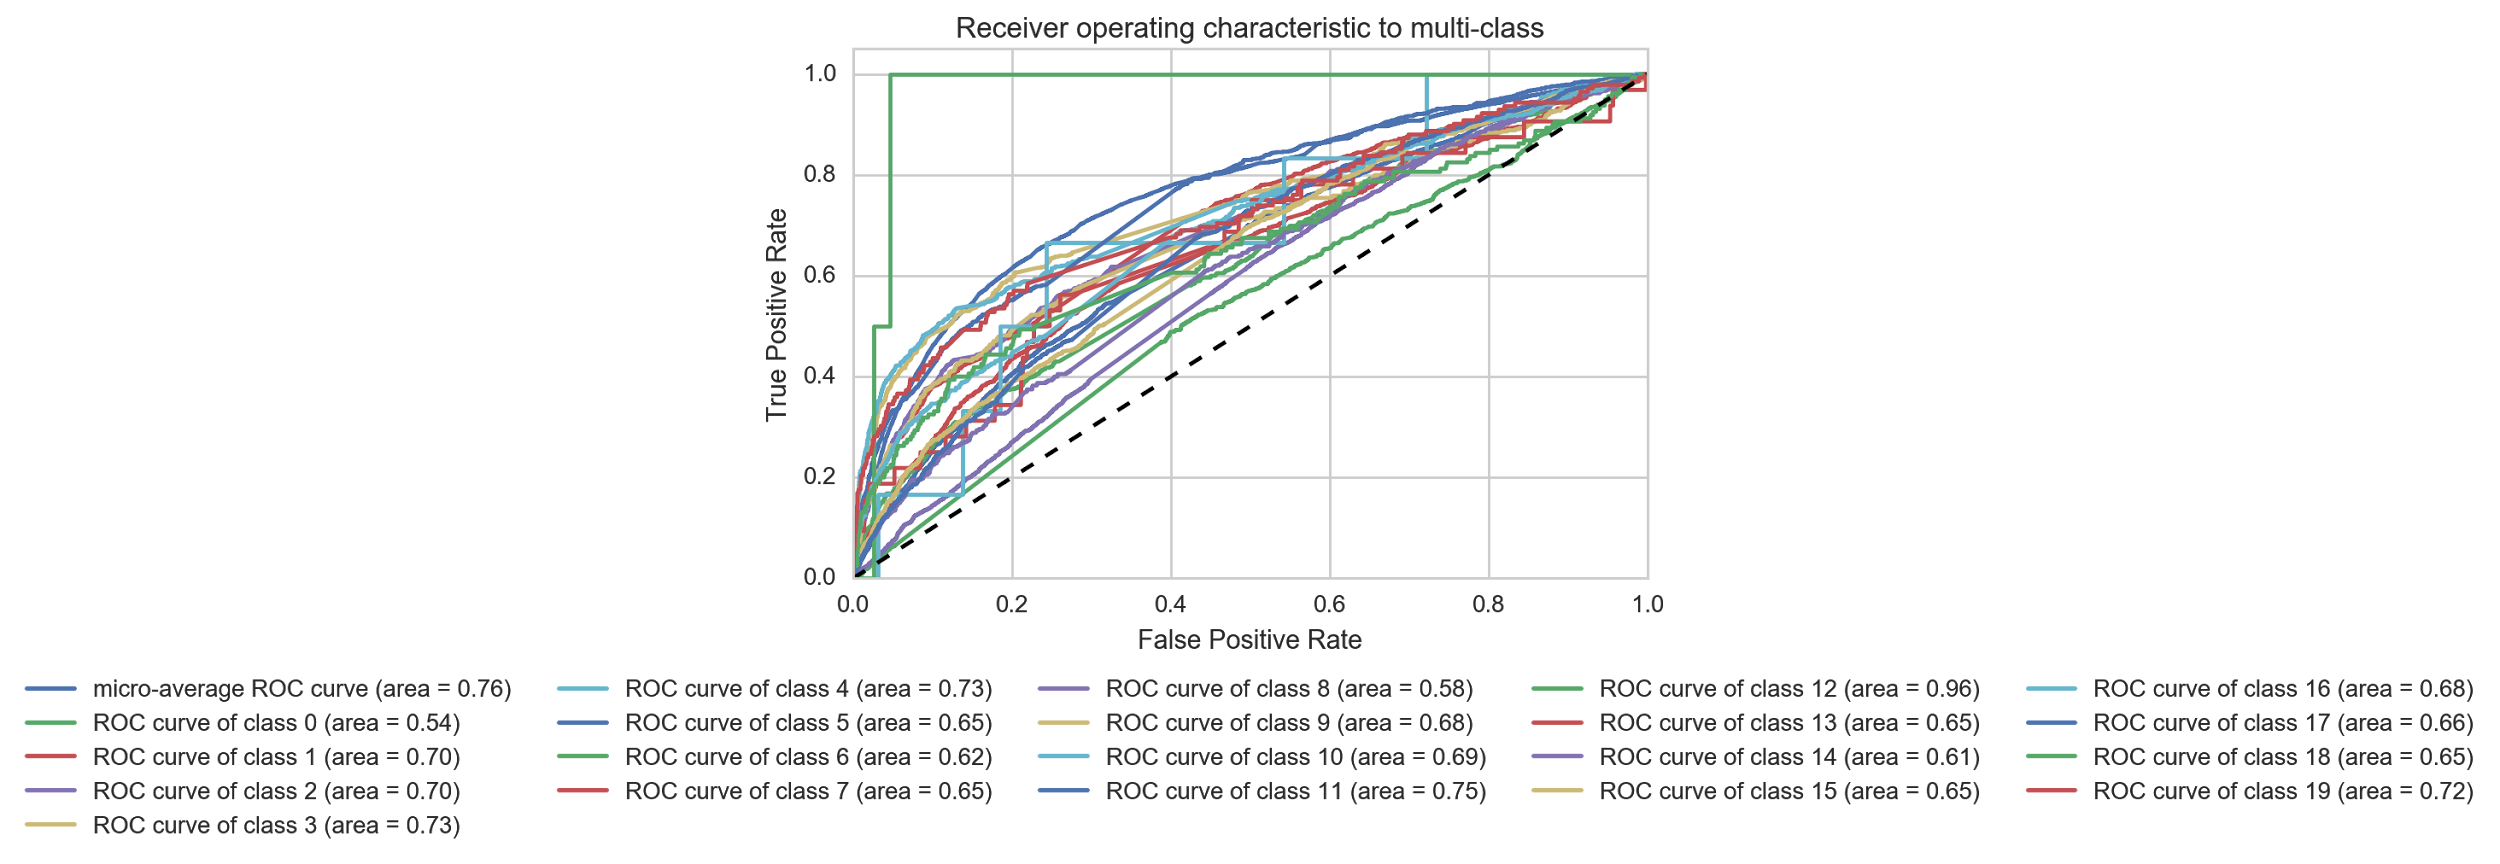 Receiver operating characteristic to multi-class
1.0
0.8
0.6
0.4
0.2
0.0
True Positive Rate
0.0 0.2 0.4 0.6 0.8 1.0
False Positive Rate
micro-average ROC curve (area = 0.76)
ROC curve of class 0 (area = 0.54)
ROC curve of class 1 (area = 0.70)
ROC curve of class 2 (area = 0.70)
ROC curve of class 3 (area = 0.73)
ROC curve of class 4 (area = 0.73)
ROC curve of class 5 (area = 0.65)
ROC curve of class 6 (area = 0.62)
ROC curve of class 7 (area = 0.65)
ROC curve of class 8 (area = 0.58)
ROC curve of class 9 (area = 0.68)
ROC curve of class 10 (area = 0.69)
ROC curve of class 11 (area = 0.75)
ROC curve of class 12 (area = 0.96)
ROC curve of class 13 (area = 0.65)
ROC curve of class 14 (area = 0.61)
ROC curve of class 15 (area = 0.65)
ROC curve of class 16 (area = 0.68)
ROC curve of class 17 (area = 0.66)
ROC curve of class 18 (area = 0.65)
ROC curve of class 19 (area = 0.72)